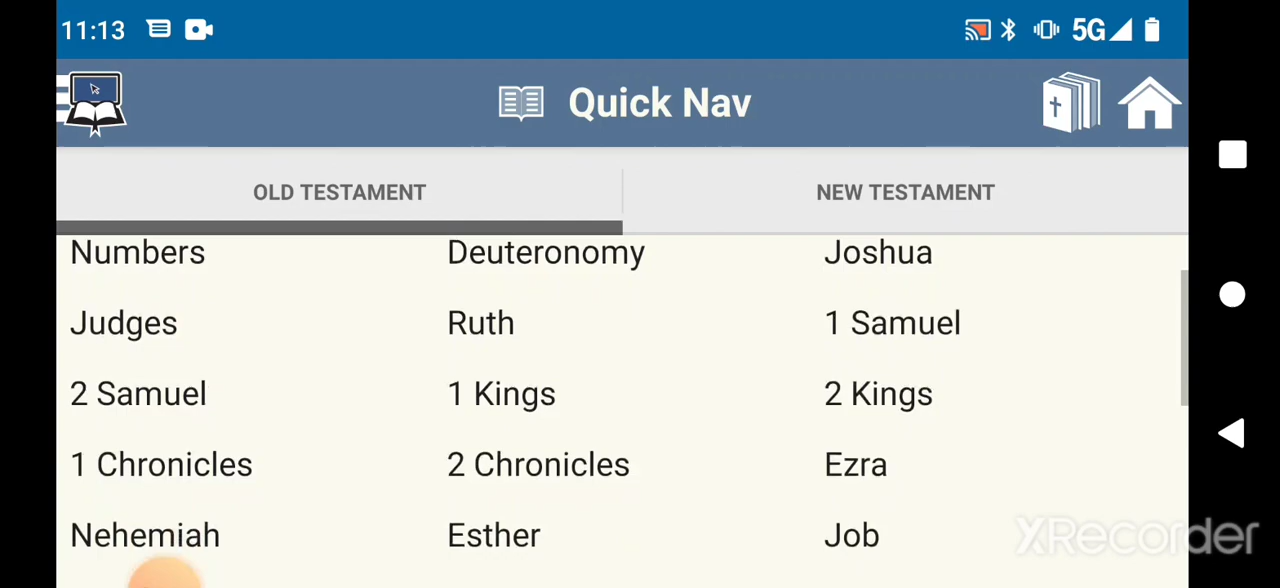 11:13 5G
Quick Nav
OLD TESTAMENT NEW TESTAMENT
Numbers Deuteronomy Joshua
Judges Ruth 1 Samuel
2 Samuel 1 Kings 2 Kings
1 Chronicles 2 Chronicles Ezra
Nehemiah Esther Job
XRecorder